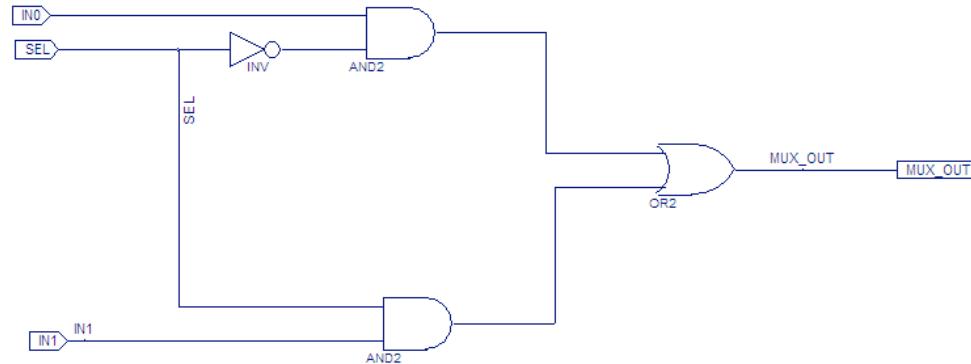 IN0
SEL
INV
AND2
SEL
MUX_OUT
MUX_OUT
OR2
IN1
IN1
AND2